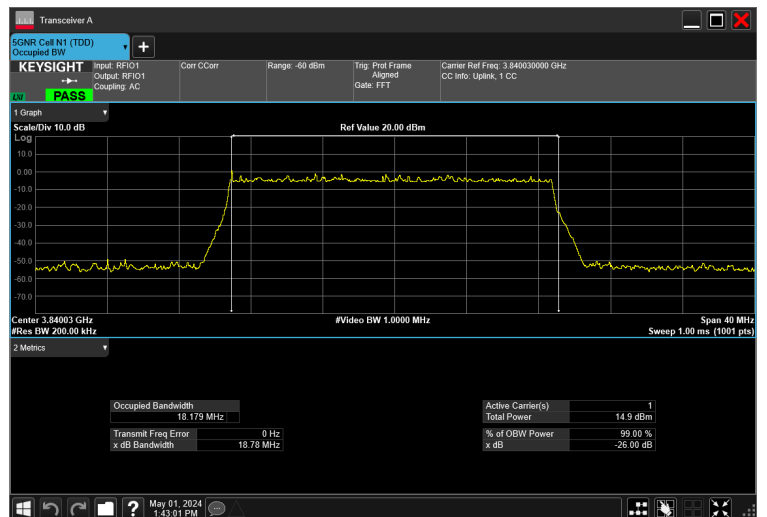 Transceiver A
5GNR Cell N1 (TDD)
Occupied BW
KEYSIGHT
Input: RFIO1
Output: RFIO1
Coupling: AC
Corr CCorr
Range: -60 dBm
Trig: Prot Frame
Aligned
Gate: FFT
Carrier Ref Freq: 3.840030000 GHz
CC Info: Uplink, 1 CC
LXI
PASS
1 Graph
Scale/Div 10.0 dB
Ref Value 20.00 dBm
Log
10.0
0.00
-10.0
-20.0
-30.0
-40.0
-50.0
-60.0
-70.0
Center 3.84003 GHz
#Video BW 1.0000 MHz
Span 40 MHz
#Res BW 200.00 kHz
Sweep 1.00 ms (1001 pts)
2 Metrics
Occupied Bandwidth
18.179 MHz
Transmit Freq Error 0 Hz
x dB Bandwidth 18.78 MHz
Active Carrier(s) 1
Total Power 14.9 dBm
% of OBW Power 99.00 %
x dB -26.00 dB
May 01, 2024
1:43:01 PM